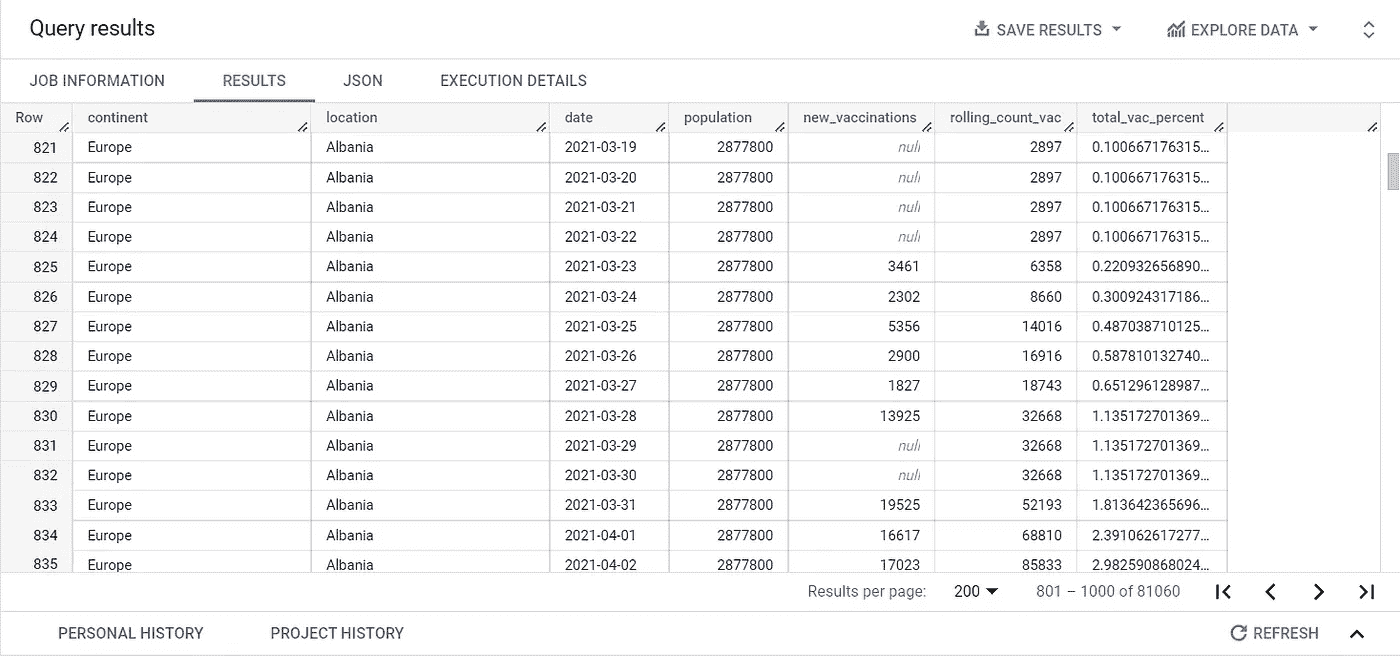 Query results SAVE RESULTS EXPLORE DATA
JOB INFORMATION RESULTS JSON EXECUTION DETAILS
Row continent location date population new_vaccinations rolling_count_vac total_vac_percent
821 Europe Albania 2021-03-19 2877800 null 2897 0.100667176315...
822 Europe Albania 2021-03-20 2877800 null 2897 0.100667176315...
823 Europe Albania 2021-03-21 2877800 null 2897 0.100667176315...
824 Europe Albania 2021-03-22 2877800 null 2897 0.100667176315...
825 Europe Albania 2021-03-23 2877800 3461 6358 0.220932656890...
826 Europe Albania 2021-03-24 2877800 2302 8660 0.300924317186...
827 Europe Albania 2021-03-25 2877800 5356 14016 0.487038710125...
828 Europe Albania 2021-03-26 2877800 2900 16916 0.587810132740...
829 Europe Albania 2021-03-27 2877800 1827 18743 0.651296128987...
830 Europe Albania 2021-03-28 2877800 13925 32668 1.135172701369...
831 Europe Albania 2021-03-29 2877800 null 32668 1.135172701369...
832 Europe Albania 2021-03-30 2877800 null 32668 1.135172701369...
833 Europe Albania 2021-03-31 2877800 19525 52193 1.813642365696...
834 Europe Albania 2021-04-01 2877800 16617 68810 2.391062617277...
835 Europe Albania 2021-04-02 2877800 17023 85833 2.982590868024...
Results per page: 200 801 – 1000 of 81060
PERSONAL HISTORY PROJECT HISTORY REFRESH